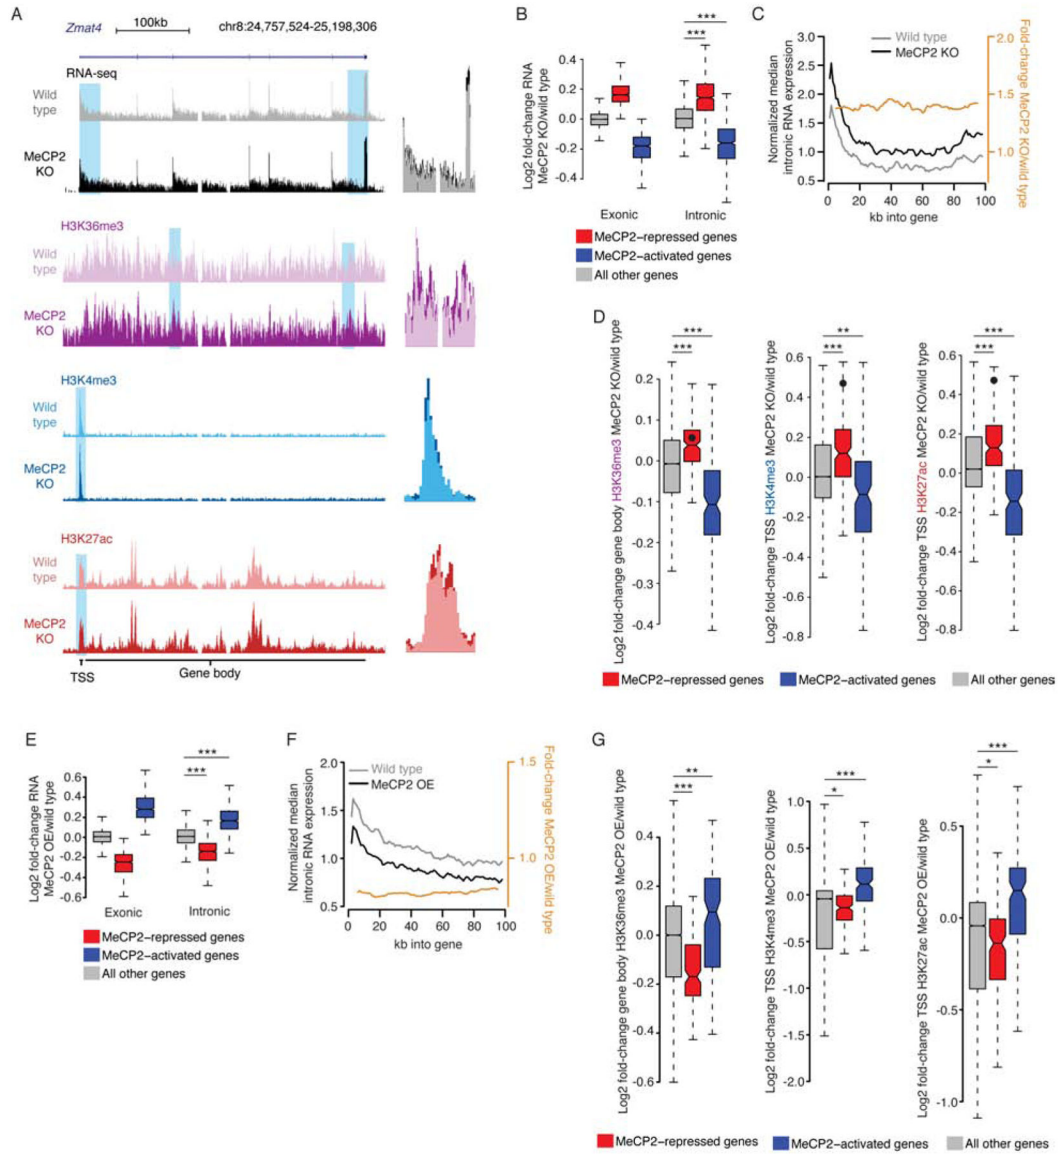 A
Zmat4
100kb
chr8:24,757,524-25,198,306
RNA-seq
Wild
type
MeCP2
KO
H3K36me3
Wild
type
MeCP2
KO
H3K4me3
Wild
type
MeCP2
KO
H3K27ac
Wild
type
MeCP2
KO
TSS
Gene body
B
Log2 fold-change RNA
MeCP2 KO/wild type
0.4
0.2
0.0
-0.2
-0.4
***
***
Exonic
Intronic
MeCP2-repressed genes
MeCP2-activated genes
All other genes
C
Normalized median
intronic RNA expression
3.0
2.5
2.0
1.5
1.0
0.5
Wild type
MeCP2 KO
2.0
1.5
1.0
Fold-change MeCP2 KO/wild type
0
20
40
60
80
100
kb into gene
D
Log2 fold-change gene body H3K36me3 MeCP2 KO/wild type
0.2
0.1
0.0
-0.1
-0.2
-0.3
-0.4
***
***
Log2 fold-change TSS H3K4me3 MeCP2 KO/wild type
0.6
0.4
0.2
0.0
-0.2
-0.4
-0.6
-0.8
**
***
Log2 fold-change TSS H3K27ac MeCP2 KO/wild type
0.6
0.4
0.2
0.0
-0.2
-0.4
-0.6
-0.8
***
***
MeCP2-repressed genes
MeCP2-activated genes
All other genes
E
Log2 fold-change RNA
MeCP2 OE/wild type
0.6
0.4
0.2
0.0
-0.2
-0.4
-0.6
***
***
Exonic
Intronic
MeCP2-repressed genes
MeCP2-activated genes
All other genes
F
Normalized median
intronic RNA expression
2.0
1.5
1.0
0.5
Wild type
MeCP2 OE
1.5
1.0
Fold-change MeCP2 OE/wild type
0
20
40
60
80
100
kb into gene
G
Log2 fold-change gene body H3K36me3 MeCP2 OE/wild type
0.4
0.2
0.0
-0.2
-0.4
-0.6
**
***
Log2 fold-change TSS H3K4me3 MeCP2 OE/wild type
1.0
0.5
0.0
-0.5
-1.0
-1.5
-2.0
***
*
Log2 fold-change TSS H3K27ac MeCP2 OE/wild type
0.5
0.0
-0.5
-1.0
***
*
MeCP2-repressed genes
MeCP2-activated genes
All other genes